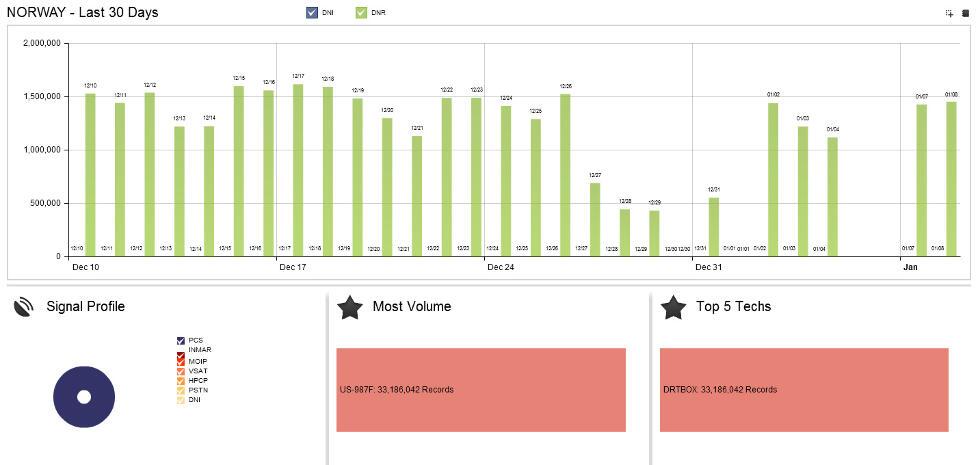 NORWAY - Last 30 Days
DNI DNR
2,000,000
1,500,000
1,000,000
500,000
0
12/10 12/11 12/12 12/13 12/14 12/15 12/16 12/17 12/18 12/19 12/20 12/21 12/22 12/23 12/24 12/25 12/26 12/27 12/28 12/29 12/31 01/02 01/03 01/04 01/07 01/08
12/10 12/11 12/12 12/13 12/14 12/15 12/16 12/17 12/18 12/19 12/20 12/21 12/22 12/23 12/24 12/25 12/26 12/27 12/28 12/29 12/30 12/30 12/31 01/01 01/01 01/02 01/03 01/04 01/07 01/08
Dec 10 Dec 17 Dec 24 Dec 31 Jan
Signal Profile
PCS
INMAR
MOIP
VSAT
HPCP
PSTN
DNI
Most Volume
US-987F: 33,186,042 Records
Top 5 Techs
DRTBOX: 33,186,042 Records